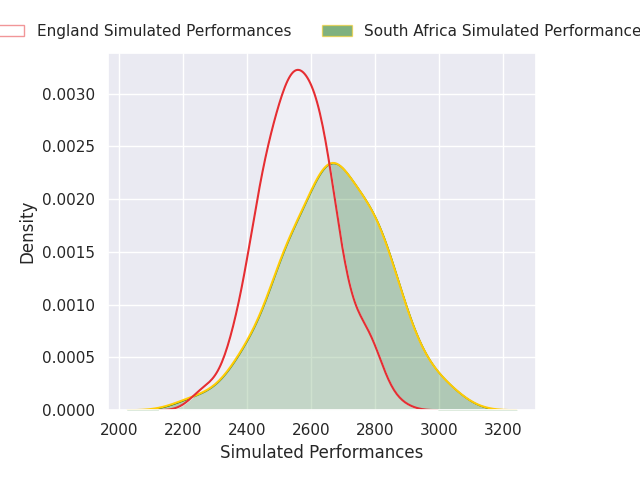 England Simulated Performances South Africa Simulated Performance
0.0030
0.0025
0.0020
0.0015
0.0010
0.0005
0.0000
Density
2000 2200 2400 2600 2800 3000 3200
Simulated Performances